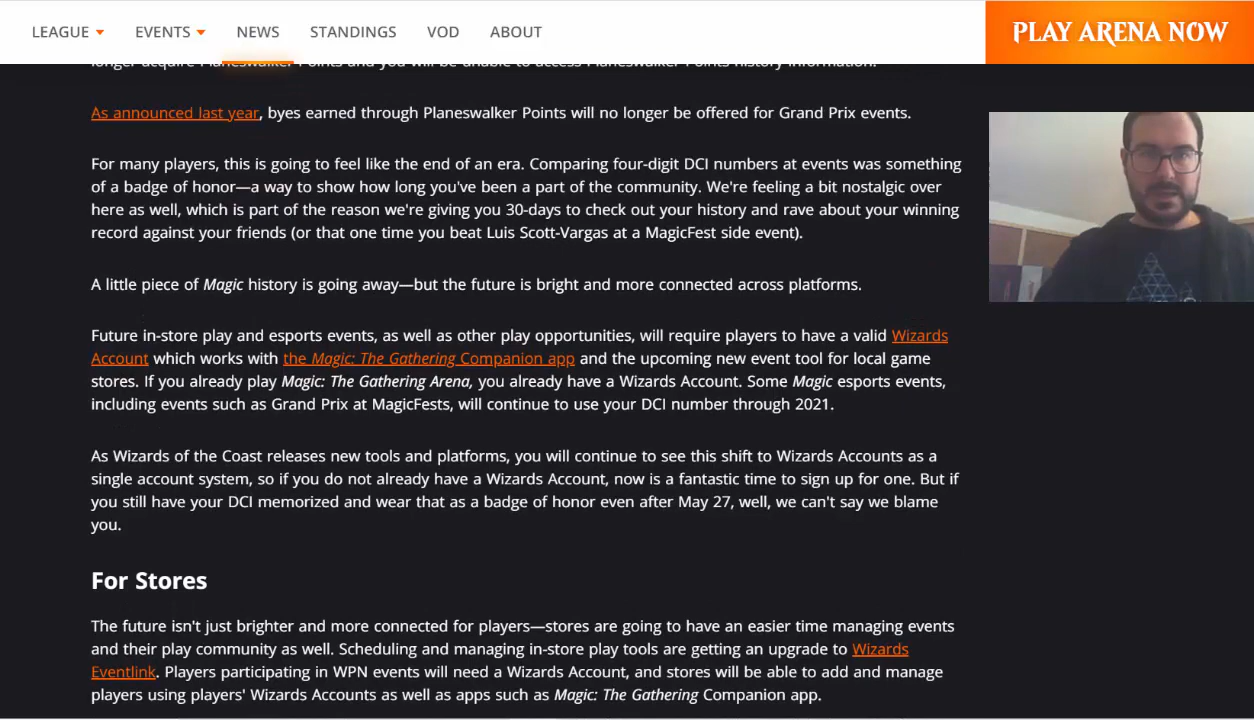 LEAGUE EVENTS NEWS STANDINGS VOD ABOUT PLAY ARENA NOW
longer acquire Planeswalker Points and you will be unable to access Planeswalker Points history information.
As announced last year, byes earned through Planeswalker Points will no longer be offered for Grand Prix events.
For many players, this is going to feel like the end of an era. Comparing four-digit DCI numbers at events was something
of a badge of honor—a way to show how long you've been a part of the community. We're feeling a bit nostalgic over
here as well, which is part of the reason we're giving you 30-days to check out your history and rave about your winning
record against your friends (or that one time you beat Luis Scott-Vargas at a MagicFest side event).
A little piece of Magic history is going away—but the future is bright and more connected across platforms.
Future in-store play and esports events, as well as other play opportunities, will require players to have a valid Wizards
Account which works with the Magic: The Gathering Companion app and the upcoming new event tool for local game
stores. If you already play Magic: The Gathering Arena, you already have a Wizards Account. Some Magic esports events,
including events such as Grand Prix at MagicFests, will continue to use your DCI number through 2021.
As Wizards of the Coast releases new tools and platforms, you will continue to see this shift to Wizards Accounts as a
single account system, so if you do not already have a Wizards Account, now is a fantastic time to sign up for one. But if
you still have your DCI memorized and wear that as a badge of honor even after May 27, well, we can't say we blame
you.
For Stores
The future isn't just brighter and more connected for players—stores are going to have an easier time managing events
and their play community as well. Scheduling and managing in-store play tools are getting an upgrade to Wizards
Eventlink. Players participating in WPN events will need a Wizards Account, and stores will be able to add and manage
players using players' Wizards Accounts as well as apps such as Magic: The Gathering Companion app.